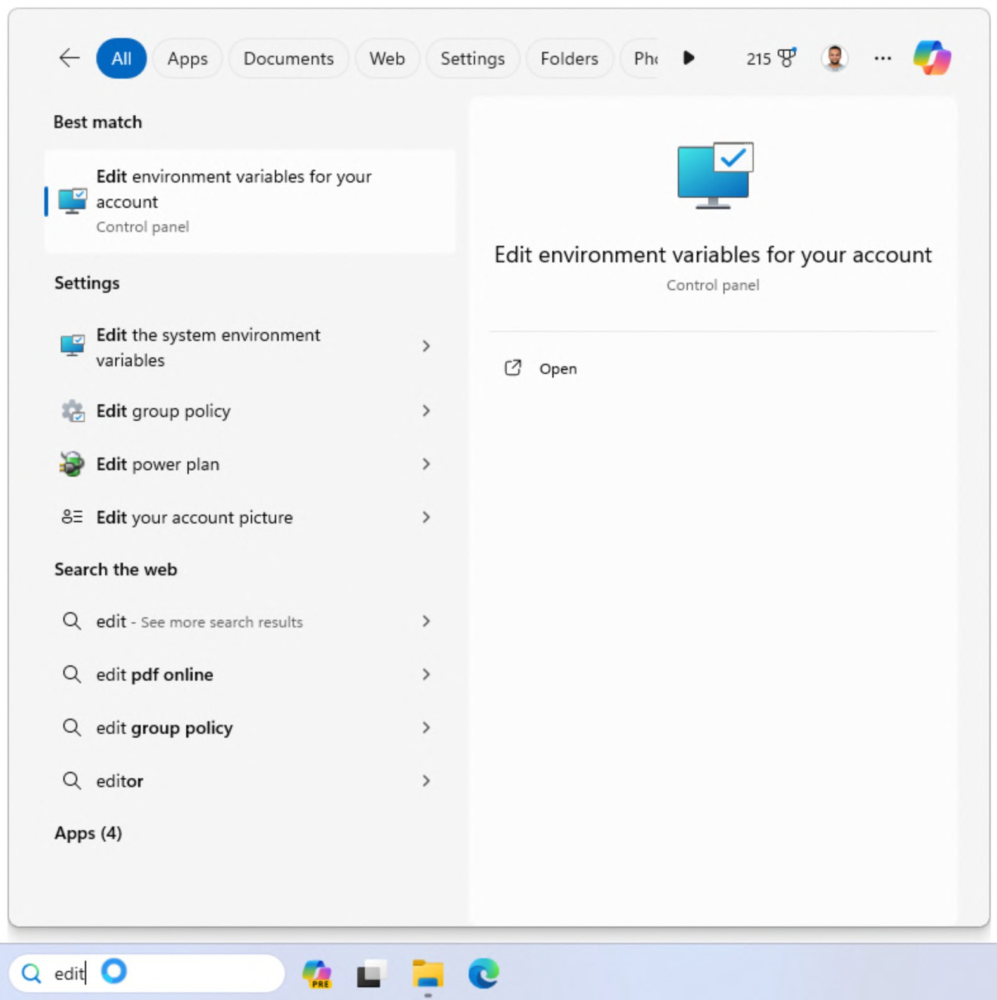 All
Apps
Documents
Web
Settings
Folders
215
Best match
Edit environment variables for your
account
Control panel
Settings
Edit the system environment
variables
Edit group policy
Edit power plan
Edit your account picture
Search the web
edit - See more search results
edit pdf online
edit group policy
editor
Apps (4)
Edit environment variables for your account
Control panel
Open
edit
PRE